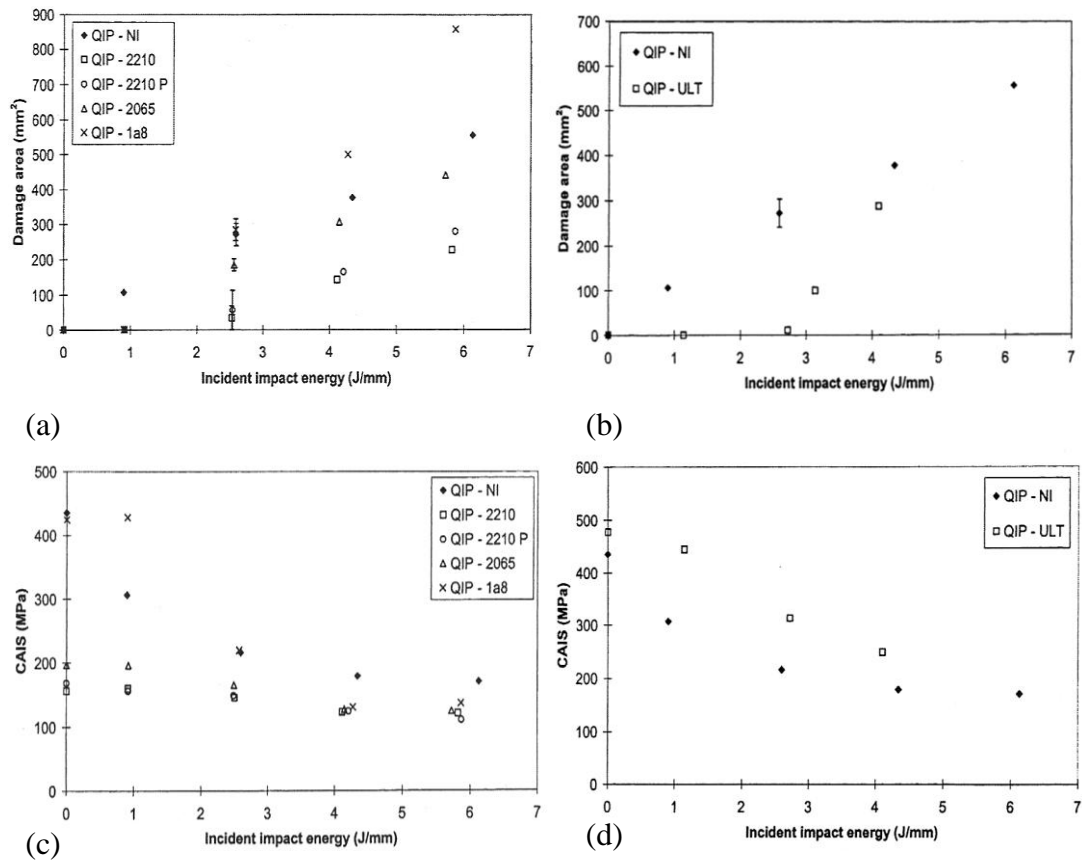 900
800
700
600
500
400
300
200
100
0
Damage area (mm²)
QIP - NI
QIP - 2210
QIP - 2210 P
QIP - 2065
QIP - 1a8
0 1 2 3 4 5 6 7
Incident impact energy (J/mm)
(a)
700
600
500
400
300
200
100
0
Damage area (mm²)
QIP - NI
QIP - ULT
0 1 2 3 4 5 6 7
Incident impact energy (J/mm)
(b)
500
400
300
200
100
0
CAIS (MPa)
QIP - NI
QIP - 2210
QIP - 2210 P
QIP - 2065
QIP - 1a8
0 1 2 3 4 5 6 7
Incident impact energy (J/mm)
(c)
600
500
400
300
200
100
0
CAIS (MPa)
QIP - NI
QIP - ULT
0 1 2 3 4 5 6 7
Incident impact energy (J/mm)
(d)